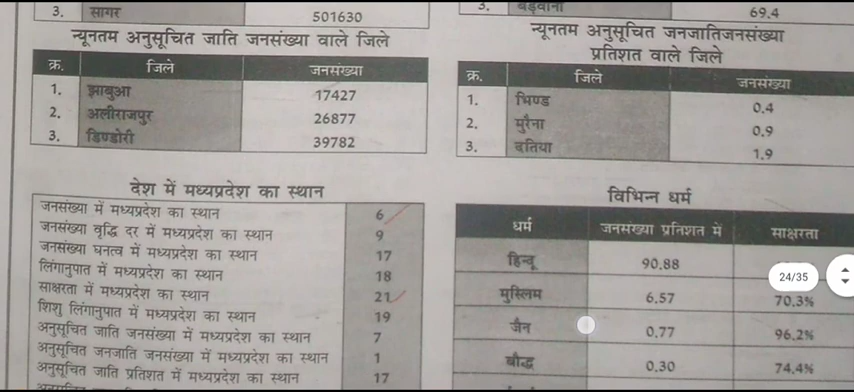 3. सागर 501630
न्यूनतम अनुसूचित जाति जनसंख्या वाले जिले
क्र. जिले जनसंख्या
1. झाबुआ 17427
2. अलीराजपुर 26877
3. डिण्डोरी 39782
देश में मध्यप्रदेश का स्थान
जनसंख्या में मध्यप्रदेश का स्थान 6
जनसंख्या वृद्धि दर में मध्यप्रदेश का स्थान 9
जनसंख्या घनत्व में मध्यप्रदेश का स्थान 17
लिंगानुपात में मध्यप्रदेश का स्थान 18
साक्षरता में मध्यप्रदेश का स्थान 21
शिशु लिंगानुपात में मध्यप्रदेश का स्थान 19
अनुसूचित जाति जनसंख्या में मध्यप्रदेश का स्थान 7
अनुसूचित जनजाति जनसंख्या में मध्यप्रदेश का स्थान 1
अनुसूचित जाति प्रतिशत में मध्यप्रदेश का स्थान 17
3. बड़वानी 69.4
न्यूनतम अनुसूचित जनजातिजनसंख्या
प्रतिशत वाले जिले
क्र. जिले जनसंख्या
1. भिण्ड 0.4
2. मुरैना 0.9
3. दतिया 1.9
विभिन्न धर्म
धर्म जनसंख्या प्रतिशत में साक्षरता
हिन्दू 90.88
24/35
मुस्लिम 6.57 70.3%
जैन 0.77 96.2%
बौद्ध 0.30 74.4%